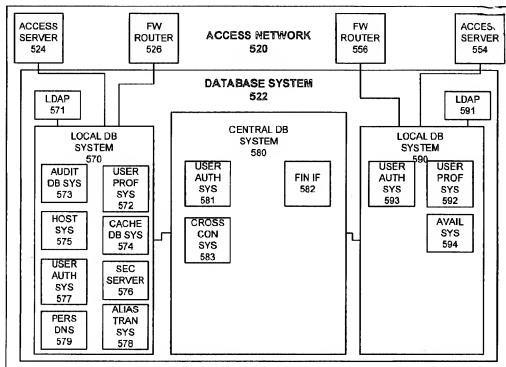 ACCESS
SERVER
524
FW
ROUTER
526
ACCESS NETWORK
520
FW
ROUTER
556
ACCESS
SERVER
554
DATABASE SYSTEM
522
LDAP
571
LDAP
591
LOCAL DB
SYSTEM
570
AUDIT
DB SYS
573
USER
PROF
SYS
572
HOST
SYS
575
CACHE
DB SYS
574
USER
AUTH
SYS
577
SEC
SERVER
576
PERS
DNS
579
ALIAS
TRAN
SYS
578
CENTRAL DB
SYSTEM
580
USER
AUTH
SYS
581
FIN IF
582
CROSS
CON
SYS
583
LOCAL DB
SYSTEM
590
USER
AUTH
SYS
593
USER
PROF
SYS
592
AVAIL
SYS
594